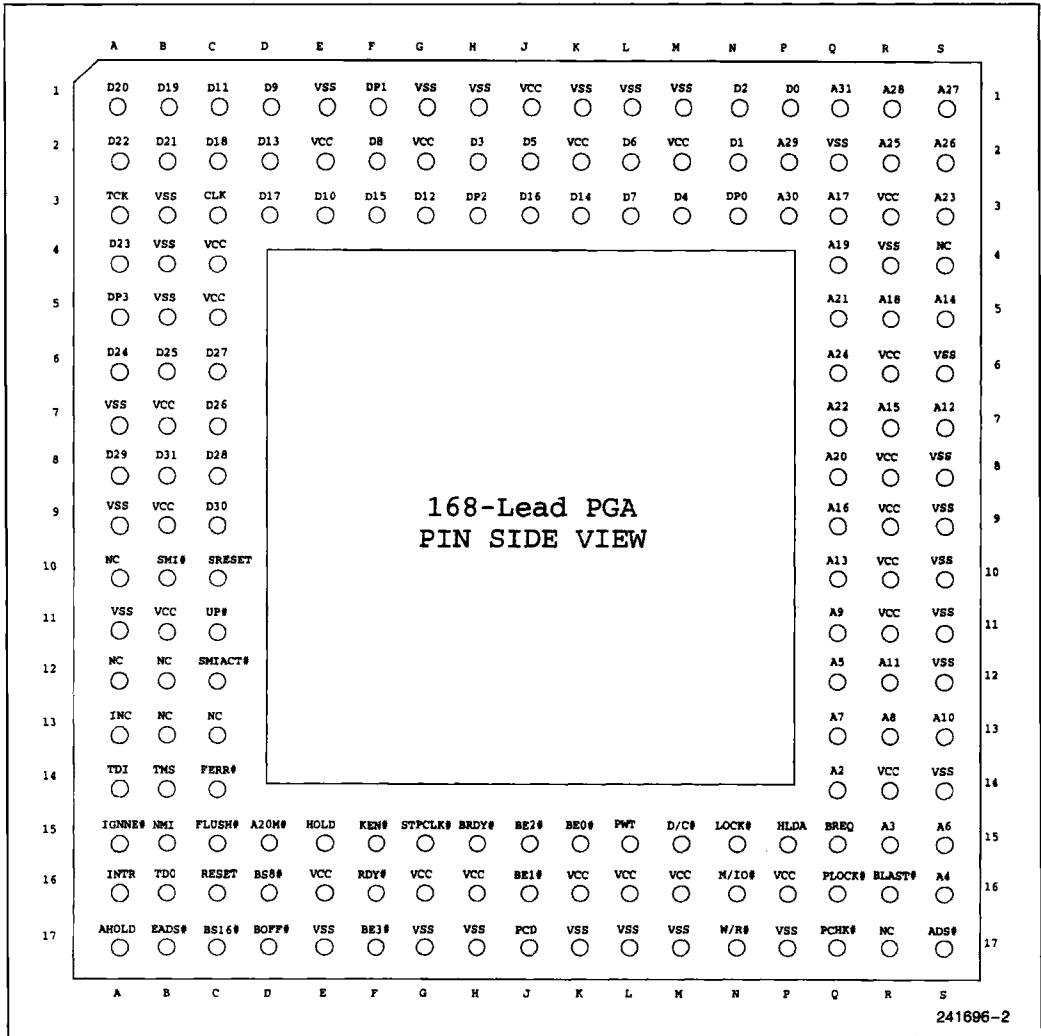 A B C D E F G H J K L M N P Q R S
1 D20 D19 D11 D9 VSS DP1 VSS VSS VCC VSS VSS VSS D2 D0 A31 A28 A27 1
2 D22 D21 D18 D13 VCC D8 VCC D3 D5 VCC D6 VCC D1 A29 VSS A25 A26 2
3 TCK VSS CLK D17 D10 D15 D12 DP2 D16 D14 D7 D4 DP0 A30 A17 VCC A23 3
4 D23 VSS VCC A19 VSS NC 4
5 DP3 VSS VCC A21 A18 A14 5
6 D24 D25 D27 A24 VCC VSS 6
7 VSS VCC D26 A22 A15 A12 7
8 D29 D31 D28 A20 VCC VSS 8
9 VSS VCC D30 A16 VCC VSS 9
168-Lead PGA
PIN SIDE VIEW
10 NC SMI# SRESET A13 VCC VSS 10
11 VSS VCC UP# A9 VCC VSS 11
12 NC NC SMIACT# A5 A11 VSS 12
13 INC NC NC A7 A8 A10 13
14 TDI TMS FERR# A2 VCC VSS 14
15 IGNNE# NMI FLUSH# A20M# HOLD KEN# STPCLK# BRDY# BE2# BE0# PWT D/C# LOCK# HLDA BREQ A3 A6 15
16 INTR TDO RESET BS8# VCC RDY# VCC VCC BE1# VCC VCC VCC M/IO# VCC PLOCK# BLAST# A4 16
17 AHOLD EADS# BS16# BOFF# VSS BE3# VSS VSS PCD VSS VSS VSS W/R# VSS PCHK# NC ADS# 17
A B C D E F G H J K L M N P Q R S
241696-2